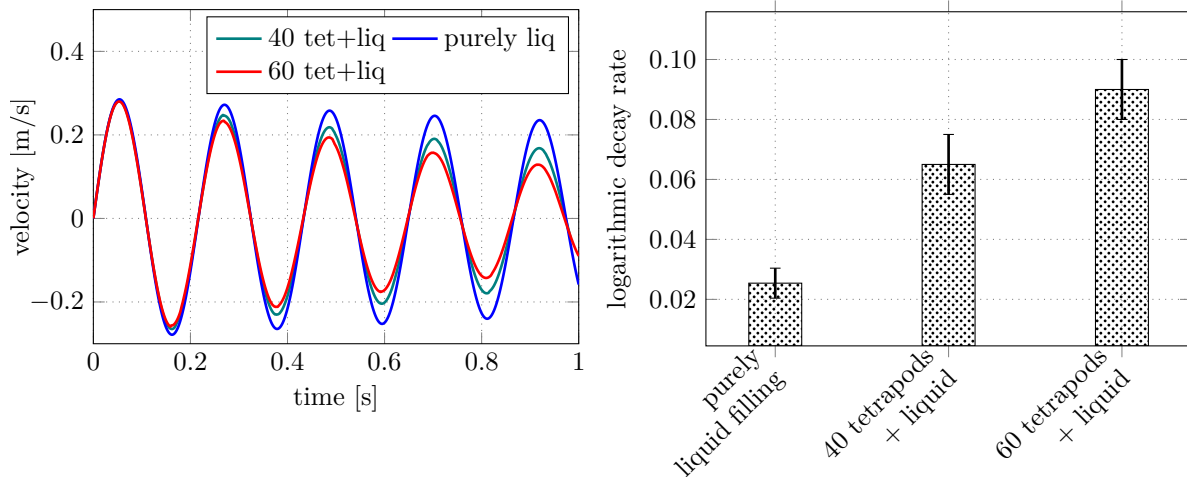 40 tet+liq
purely liq
60 tet+liq
velocity [m/s]
0.4
0.2
0
−0.2
0
0.2
0.4
0.6
0.8
1
time [s]
logarithmic decay rate
0.10
0.08
0.06
0.04
0.02
purely
liquid filling
40 tetrapods
+ liquid
60 tetrapods
+ liquid